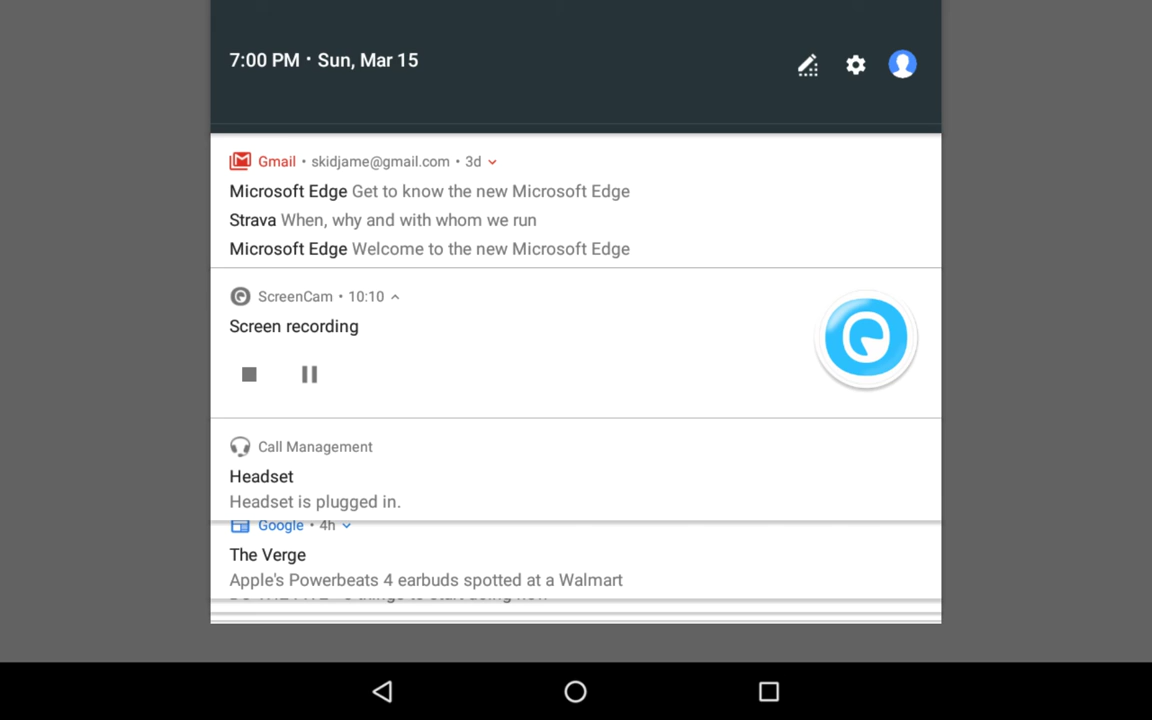 7:00 PM • Sun, Mar 15
Gmail • skidjame@gmail.com • 3d
Microsoft Edge Get to know the new Microsoft Edge
Strava When, why and with whom we run
Microsoft Edge Welcome to the new Microsoft Edge
ScreenCam • 10:10
Screen recording
Call Management
Headset
Headset is plugged in.
Google • 4h
The Verge
Apple's Powerbeats 4 earbuds spotted at a Walmart